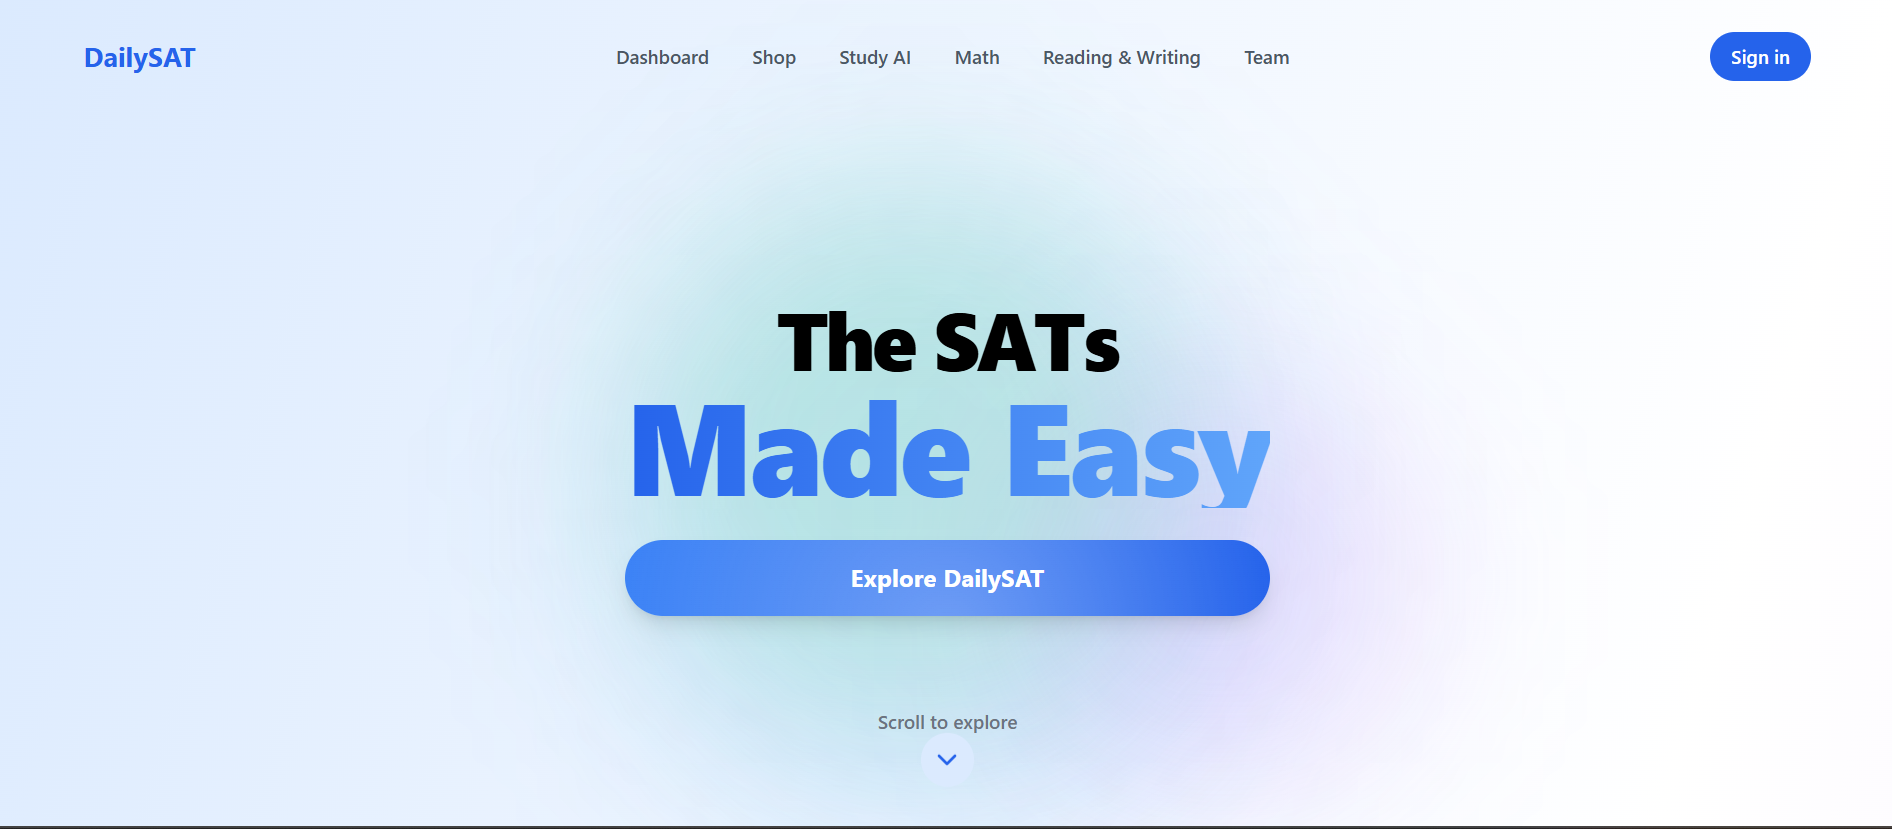 DailySAT
Dashboard Shop Study AI Math Reading & Writing Team
Sign in
The SATs
Made Easy
Explore DailySAT
Scroll to explore